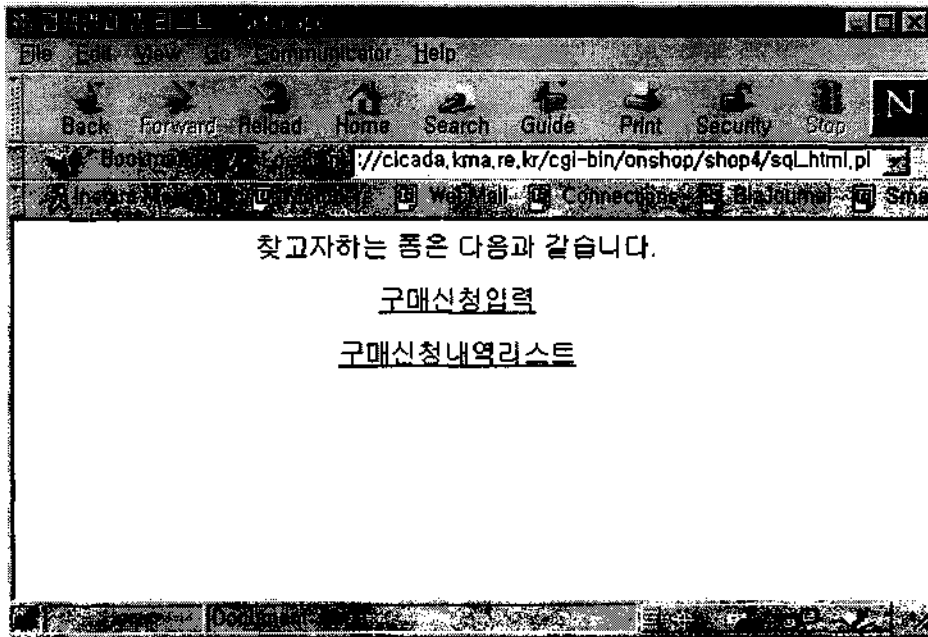 File Edit View Go Communicator Help
Back Forward Reload Home Search Guide Print Security Stop N
://cicada.kma.re.kr/cgi-bin/onshop/shop4/sql_html.pl
WebMail Connections BizJournal Sma
찾고자하는 폼은 다음과 같습니다.
구매신청입력
구매신청내역리스트